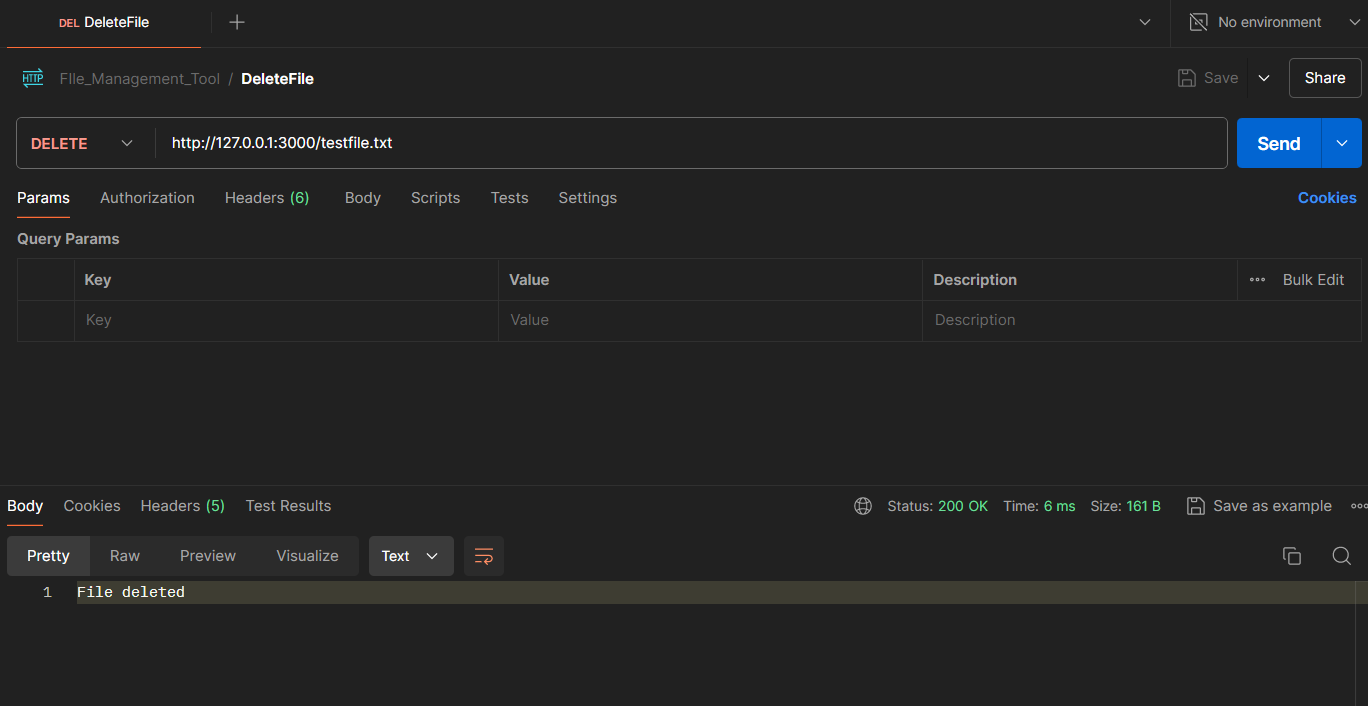 DEL DeleteFile
No environment
HTTP FIle_Management_Tool / DeleteFile Save Share
DELETE http://127.0.0.1:3000/testfile.txt Send
Params Authorization Headers (6) Body Scripts Tests Settings Cookies
Query Params
Key Value Description Bulk Edit
Key Value Description
Body Cookies Headers (5) Test Results Status: 200 OK Time: 6 ms Size: 161 B Save as example
Pretty Raw Preview Visualize Text
1 File deleted